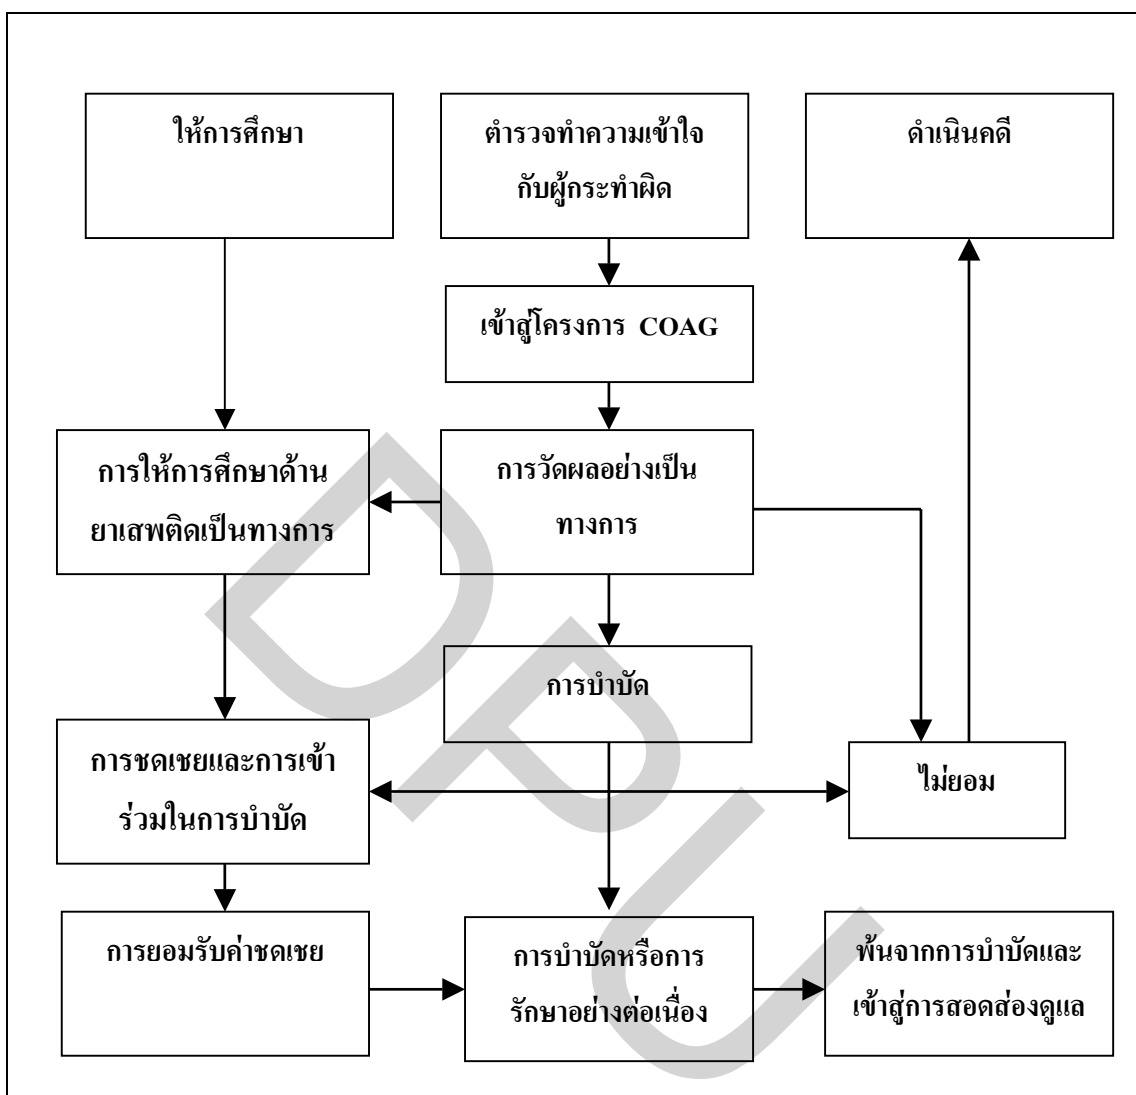 ให้การศึกษา
ตำรวจทำความเข้าใจ
กับผู้กระทำผิด
ดำเนินคดี
เข้าสู่โครงการ COAG
การให้การศึกษาด้าน
ยาเสพติดเป็นทางการ
การวัดผลอย่างเป็น
ทางการ
การบำบัด
การชดเชยและการเข้า
ร่วมในการบำบัด
ไม่ยอม
การยอมรับค่าชดเชย
การบำบัดหรือการ
รักษาอย่างต่อเนื่อง
พ้นจากการบำบัดและ
เข้าสู่การสอดส่องดูแล
DPU